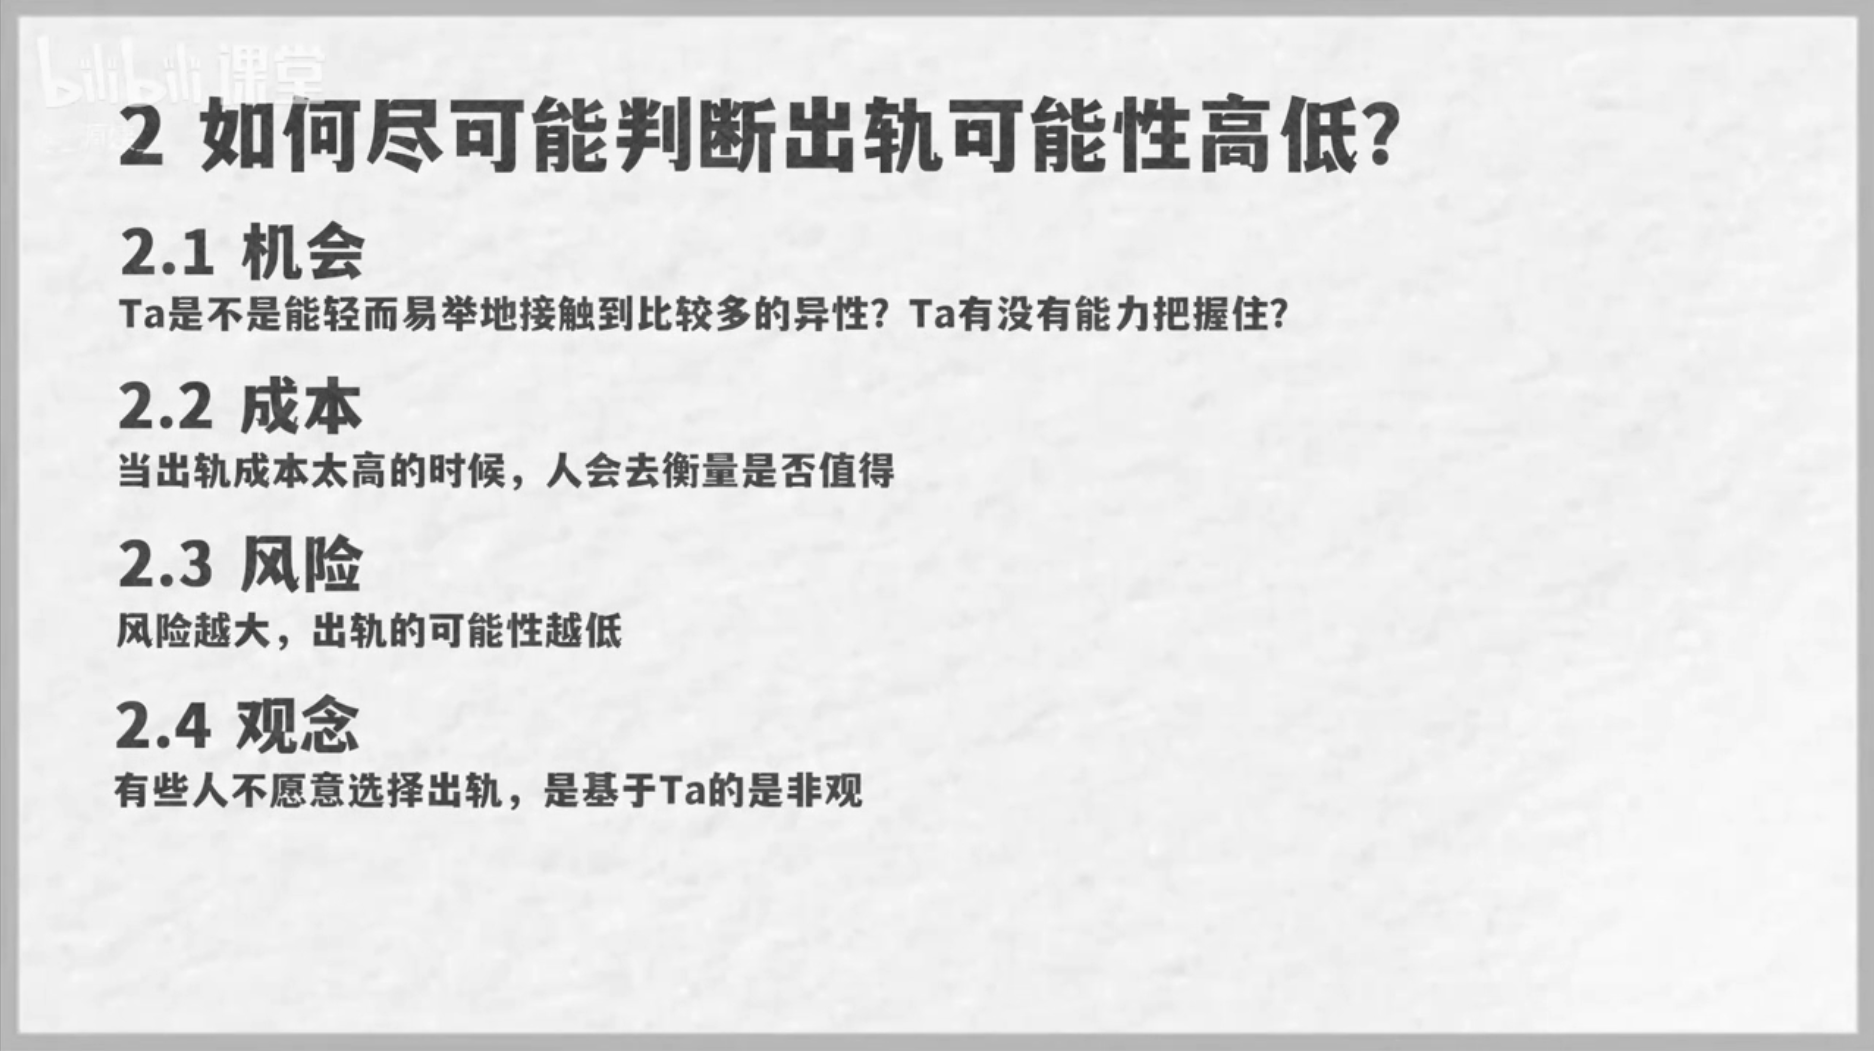 bilibili 课堂
2 如何尽可能判断出轨可能性高低？
2.1 机会
Ta是不是能轻而易举地接触到比较多的异性？Ta有没有能力把握住？
2.2 成本
当出轨成本太高的时候，人会去衡量是否值得
2.3 风险
风险越大，出轨的可能性越低
2.4 观念
有些人不愿意选择出轨，是基于Ta的是非观